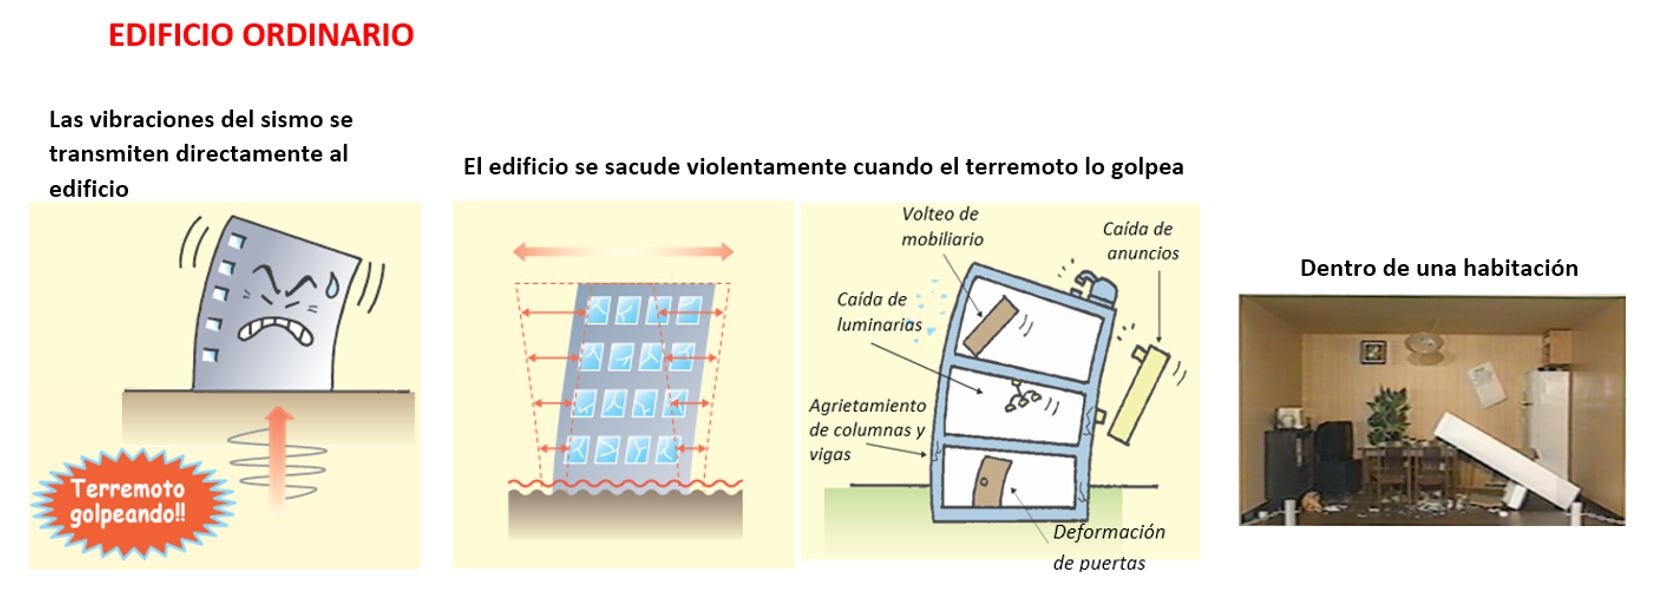 EDIFICIO ORDINARIO
Las vibraciones del sismo se
transmiten directamente al
edificio
Terremoto
golpeando!!
El edificio se sacude violentamente cuando el terremoto lo golpea
Volteo de
mobiliario
Caída de
anuncios
Caída de
luminarias
Agrietamiento
de columnas y
vigas
Deformación
de puertas
Dentro de una habitación